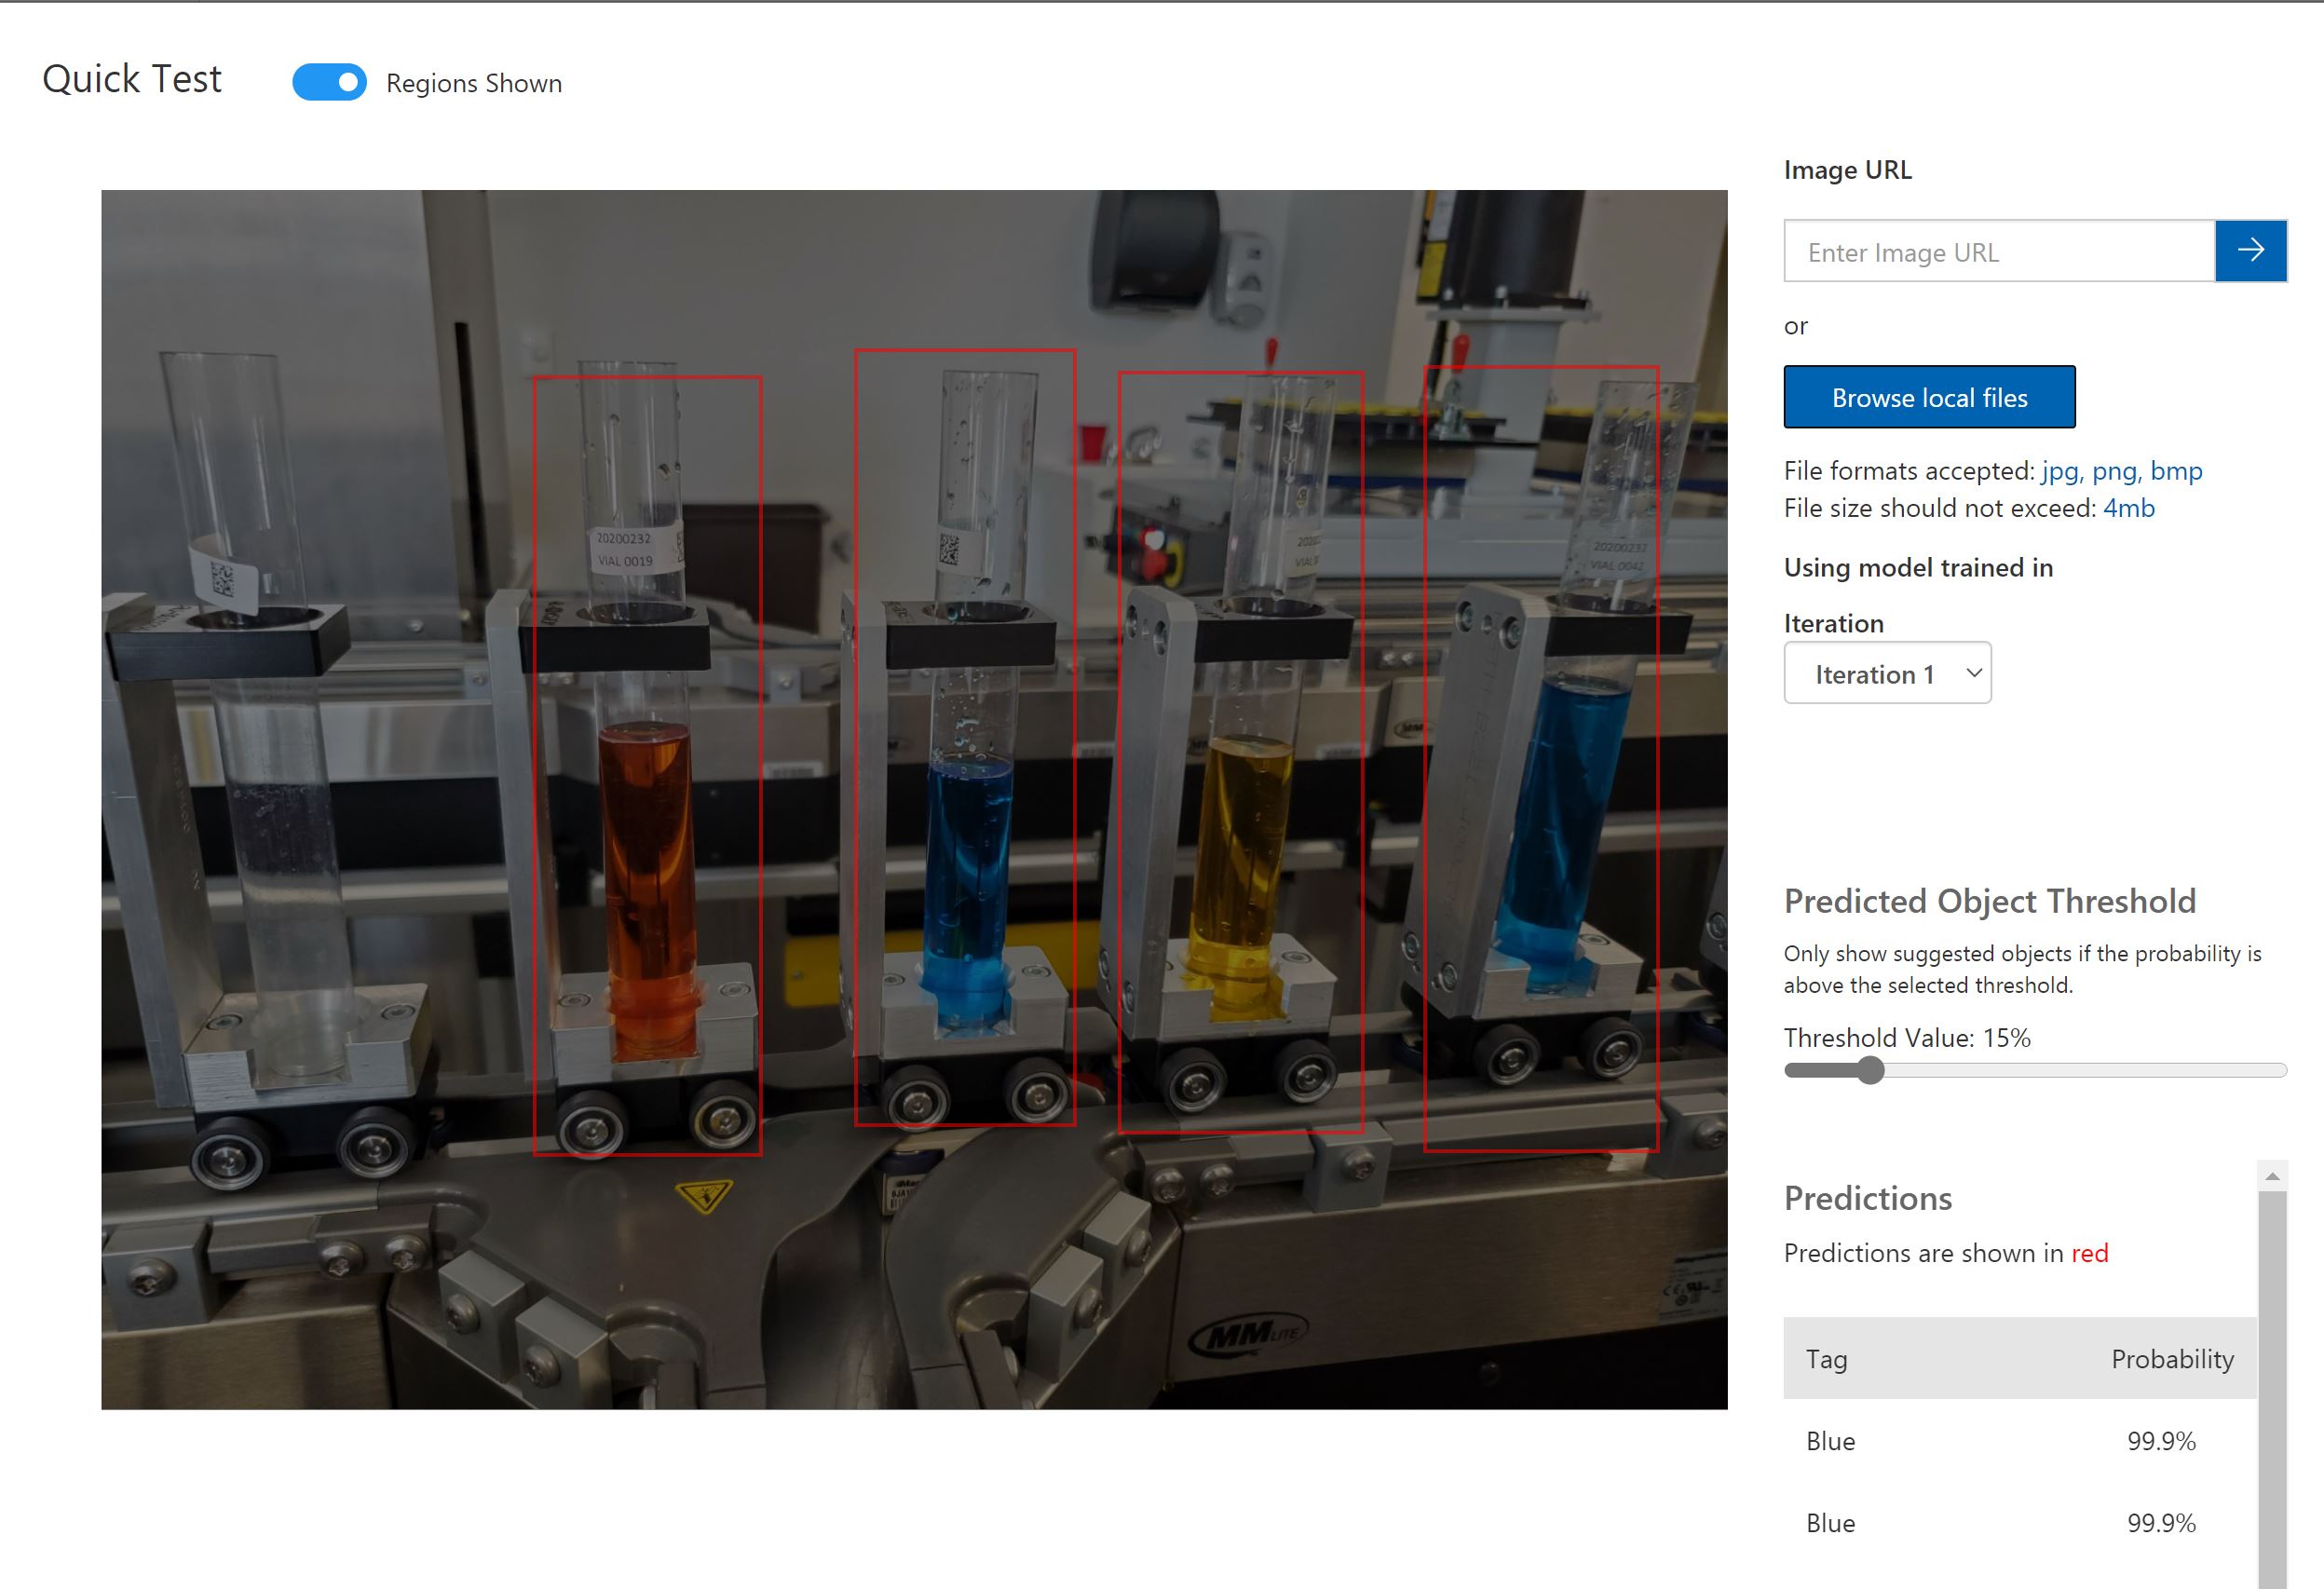 Quick Test
Regions Shown
20200232
VIAL 0019
20200232
VIAL 0042
MMLITE
Image URL
Enter Image URL
or
Browse local files
File formats accepted: jpg, png, bmp
File size should not exceed: 4mb
Using model trained in
Iteration
Iteration 1
Predicted Object Threshold
Only show suggested objects if the probability is
above the selected threshold.
Threshold Value: 15%
Predictions
Predictions are shown in red
Tag Probability
Blue 99.9%
Blue 99.9%